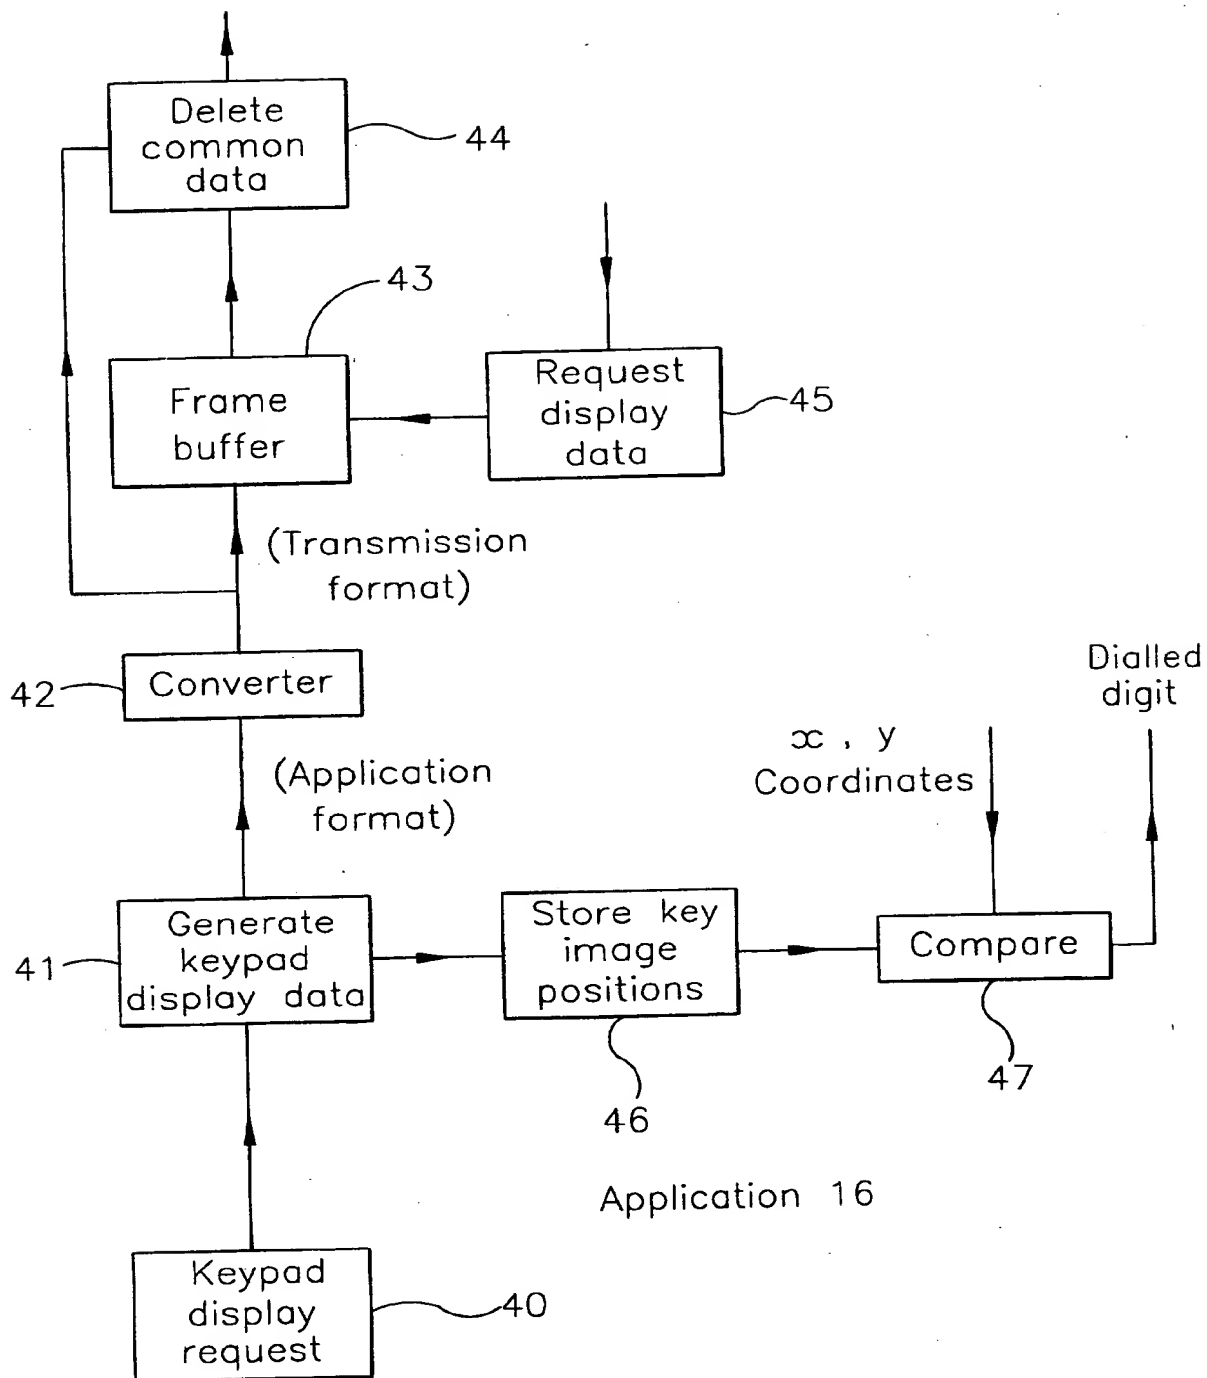 Delete
common
data
44
43
Frame
buffer
Request
display
data
45
(Transmission
format)
42
Converter
(Application
format)
x , y
Coordinates
Dialled
digit
41
Generate
keypad
display data
Store key
image
positions
Compare
46
47
Application 16
Keypad
display
request
40